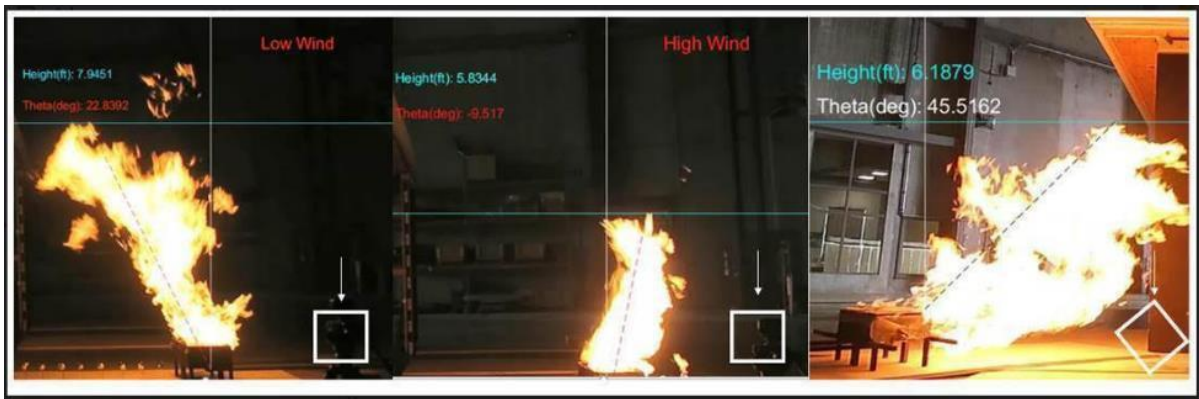 Low Wind
Height(ft): 7.9451
Theta(deg): 22.8392
High Wind
Height(ft): 5.8344
Theta(deg): -9.517
Height(ft): 6.1879
Theta(deg): 45.5162